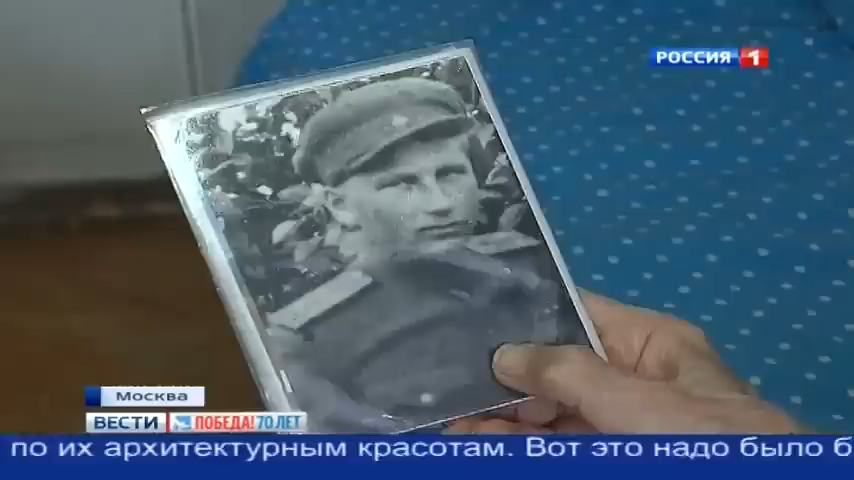 РОССИЯ 1
Москва
ВЕСТИ ПОБЕДА! 70 ЛЕТ
по их архитектурным красотам. Вот это надо было б